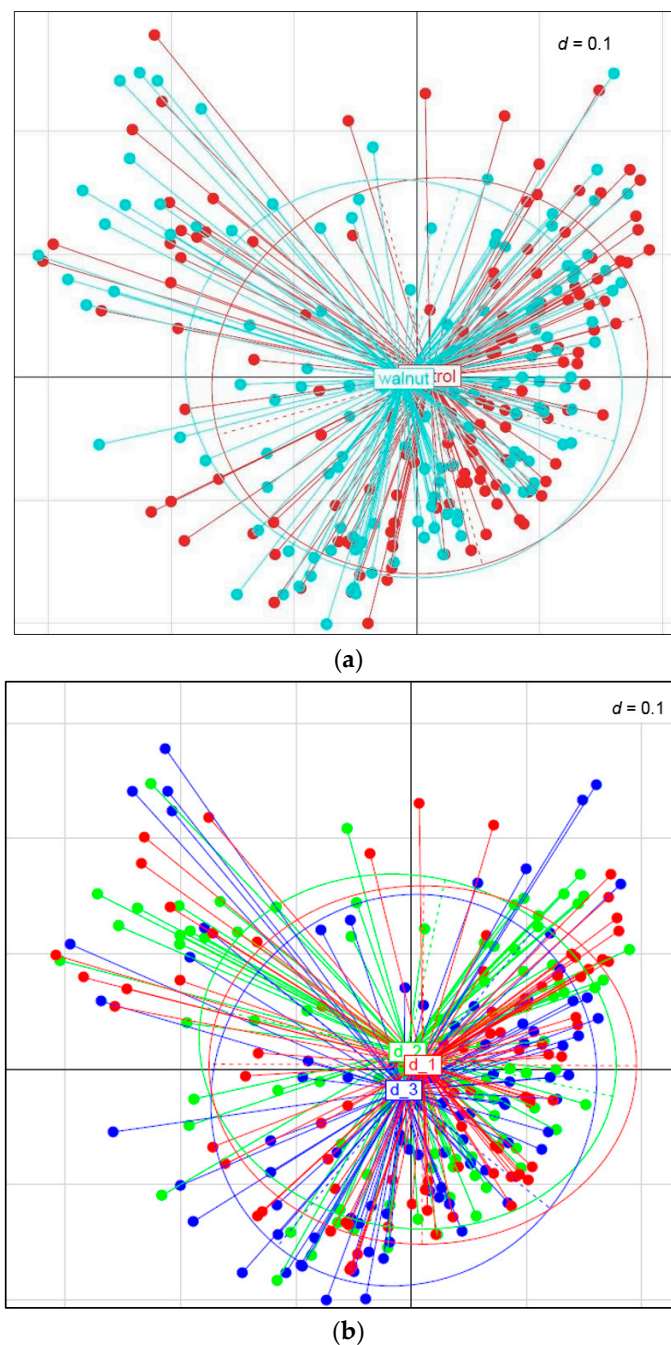 d = 0.1
walnut trol
(a)
d = 0.1
d_2
d_1
d_3
(b)